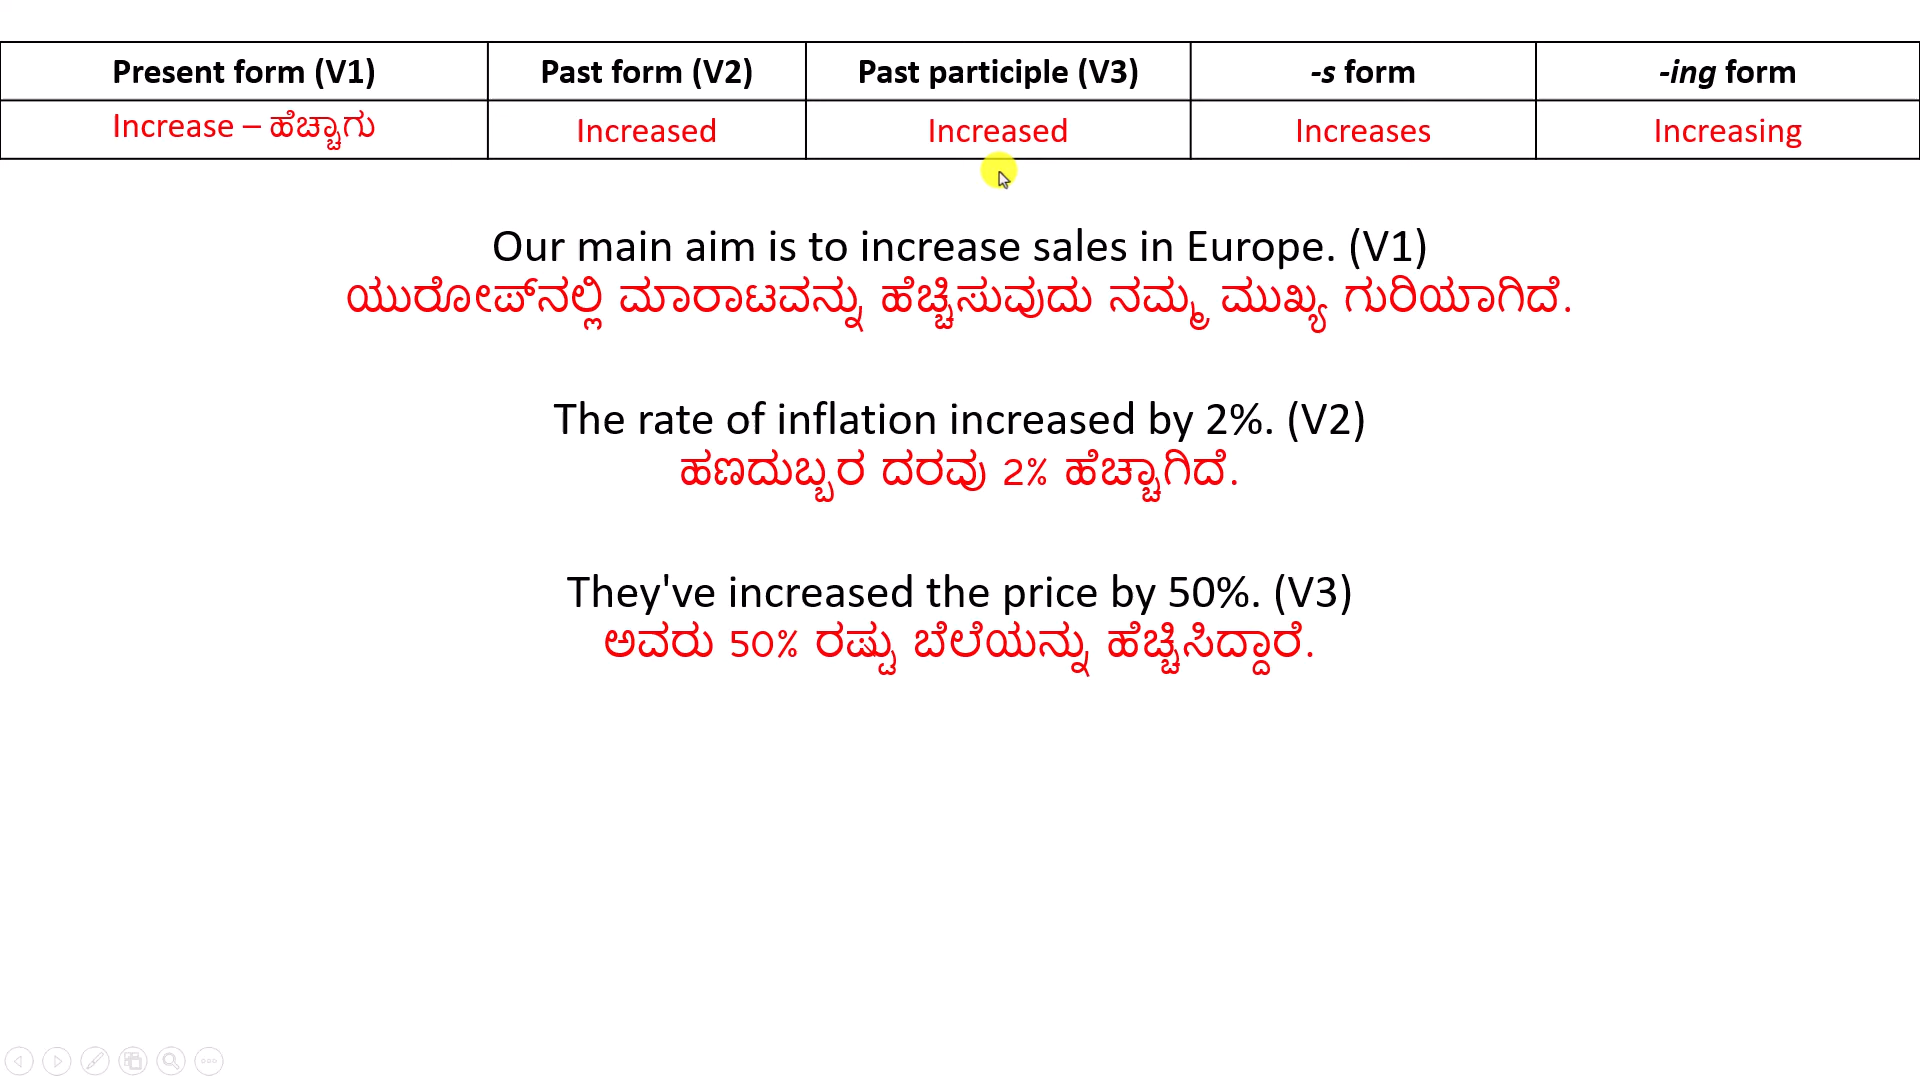 Present form (V1) Past form (V2) Past participle (V3) -s form -ing form
Increase – ಹೆಚ್ಚಾಗು Increased Increased Increases Increasing
Our main aim is to increase sales in Europe. (V1)
ಯುರೋಪ್‌ನಲ್ಲಿ ಮಾರಾಟವನ್ನು ಹೆಚ್ಚಿಸುವುದು ನಮ್ಮ ಮುಖ್ಯ ಗುರಿಯಾಗಿದೆ.
The rate of inflation increased by 2%. (V2)
ಹಣದುಬ್ಬರ ದರವು 2% ಹೆಚ್ಚಾಗಿದೆ.
They've increased the price by 50%. (V3)
ಅವರು 50% ರಷ್ಟು ಬೆಲೆಯನ್ನು ಹೆಚ್ಚಿಸಿದ್ದಾರೆ.